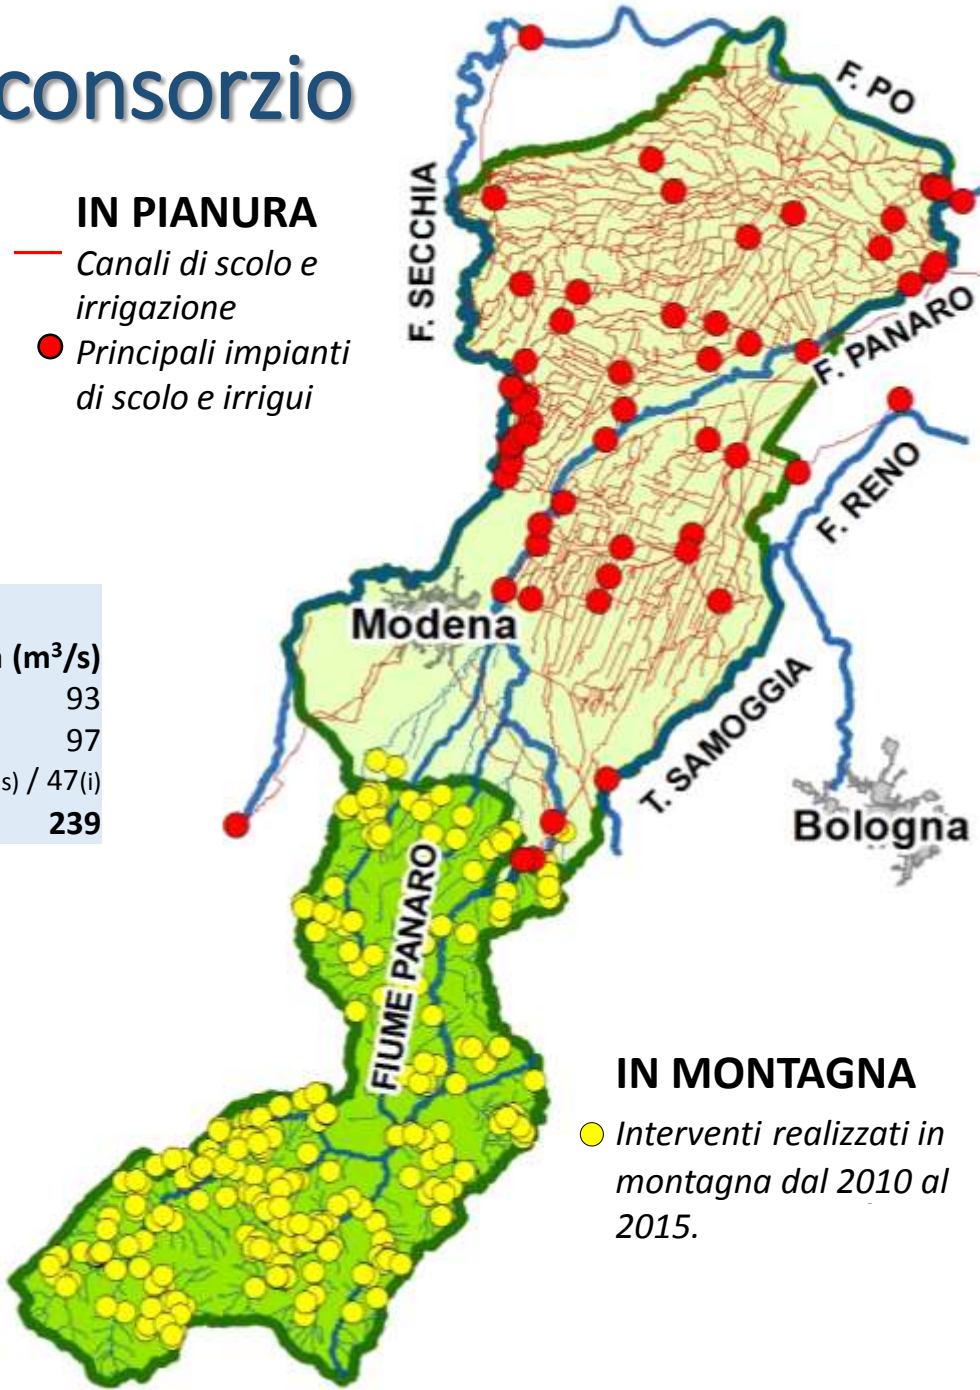 consorzio
IN PIANURA
Canali di scolo e
irrigazione
Principali impianti
di scolo e irrigui
F. SECCHIA
F. PO
F. PANARO
F. RENO
(m³/s)
93
97
s) / 47(i)
239
Modena
T. SAMOGGIA
Bologna
FIUME PANARO
IN MONTAGNA
Interventi realizzati in
montagna dal 2010 al
2015.